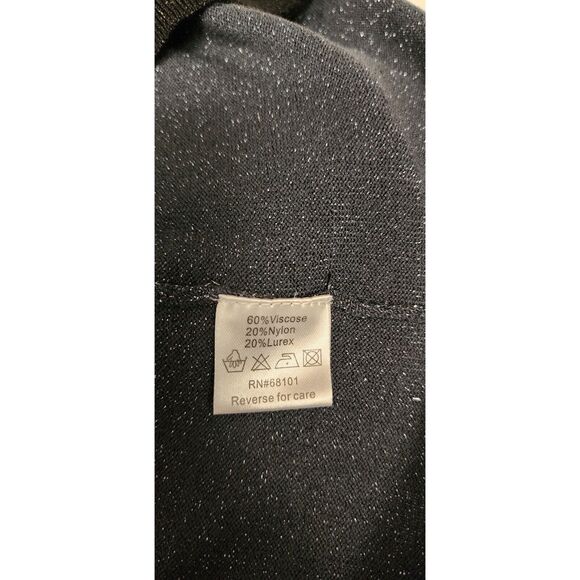 60%Viscose
20%Nylon
20%Lurex
RN#68101
Reverse for care